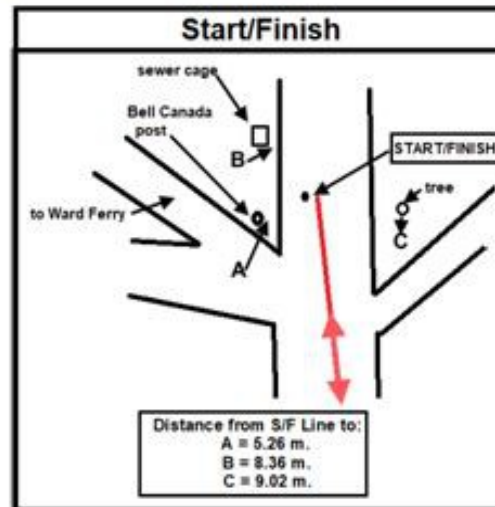 Start/Finish
sewer cage
Bell Canada
post
B
START/FINISH
tree
to Ward Ferry
C
A
Distance from S/F Line to:
A = 5.26 m.
B = 8.36 m.
C = 9.02 m.